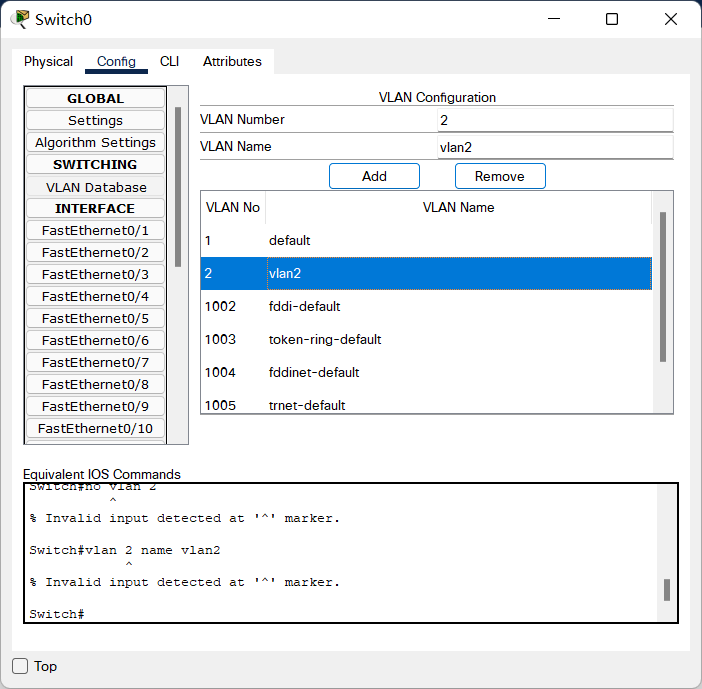 Switch0
Physical Config CLI Attributes
GLOBAL
Settings
Algorithm Settings
SWITCHING
VLAN Database
INTERFACE
FastEthernet0/1
FastEthernet0/2
FastEthernet0/3
FastEthernet0/4
FastEthernet0/5
FastEthernet0/6
FastEthernet0/7
FastEthernet0/8
FastEthernet0/9
FastEthernet0/10
VLAN Configuration
VLAN Number 2
VLAN Name vlan2
Add Remove
VLAN No VLAN Name
1 default
2 vlan2
1002 fddi-default
1003 token-ring-default
1004 fddinet-default
1005 trnet-default
Equivalent IOS Commands
Switch#no vlan 2
^
% Invalid input detected at '^' marker.
Switch#vlan 2 name vlan2
^
% Invalid input detected at '^' marker.
Switch#
Top